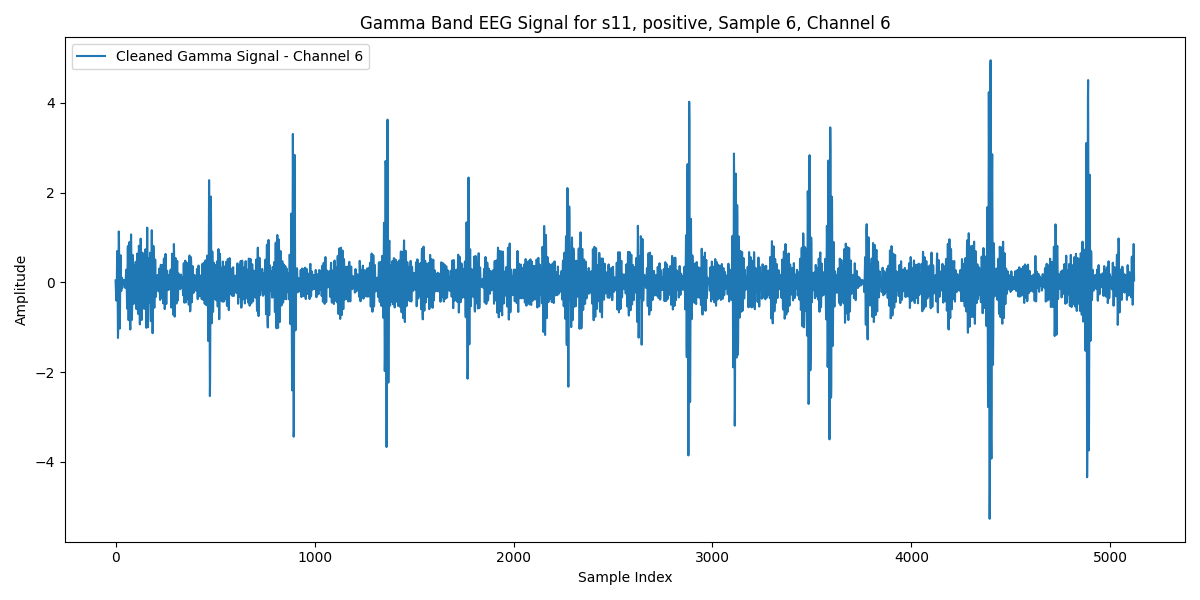 Gamma Band EEG Signal for s11, positive, Sample 6, Channel 6
Cleaned Gamma Signal - Channel 6
Amplitude
4
2
0
−2
−4
0 1000 2000 3000 4000 5000
Sample Index